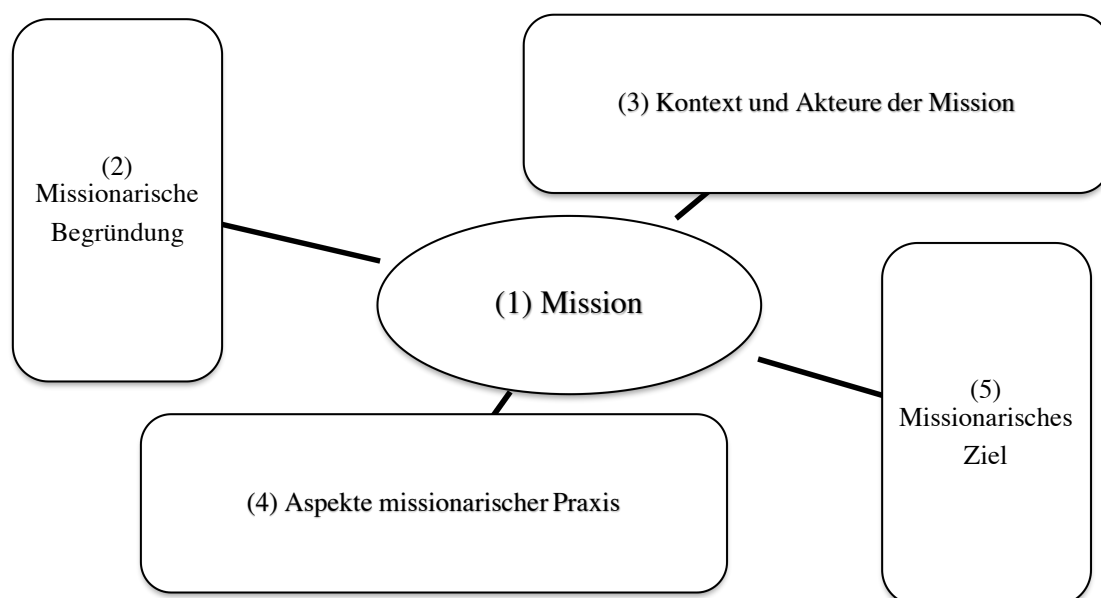 (3) Kontext und Akteure der Mission
(2)
Missionarische
Begründung
(1) Mission
(5)
Missionarisches
Ziel
(4) Aspekte missionarischer Praxis